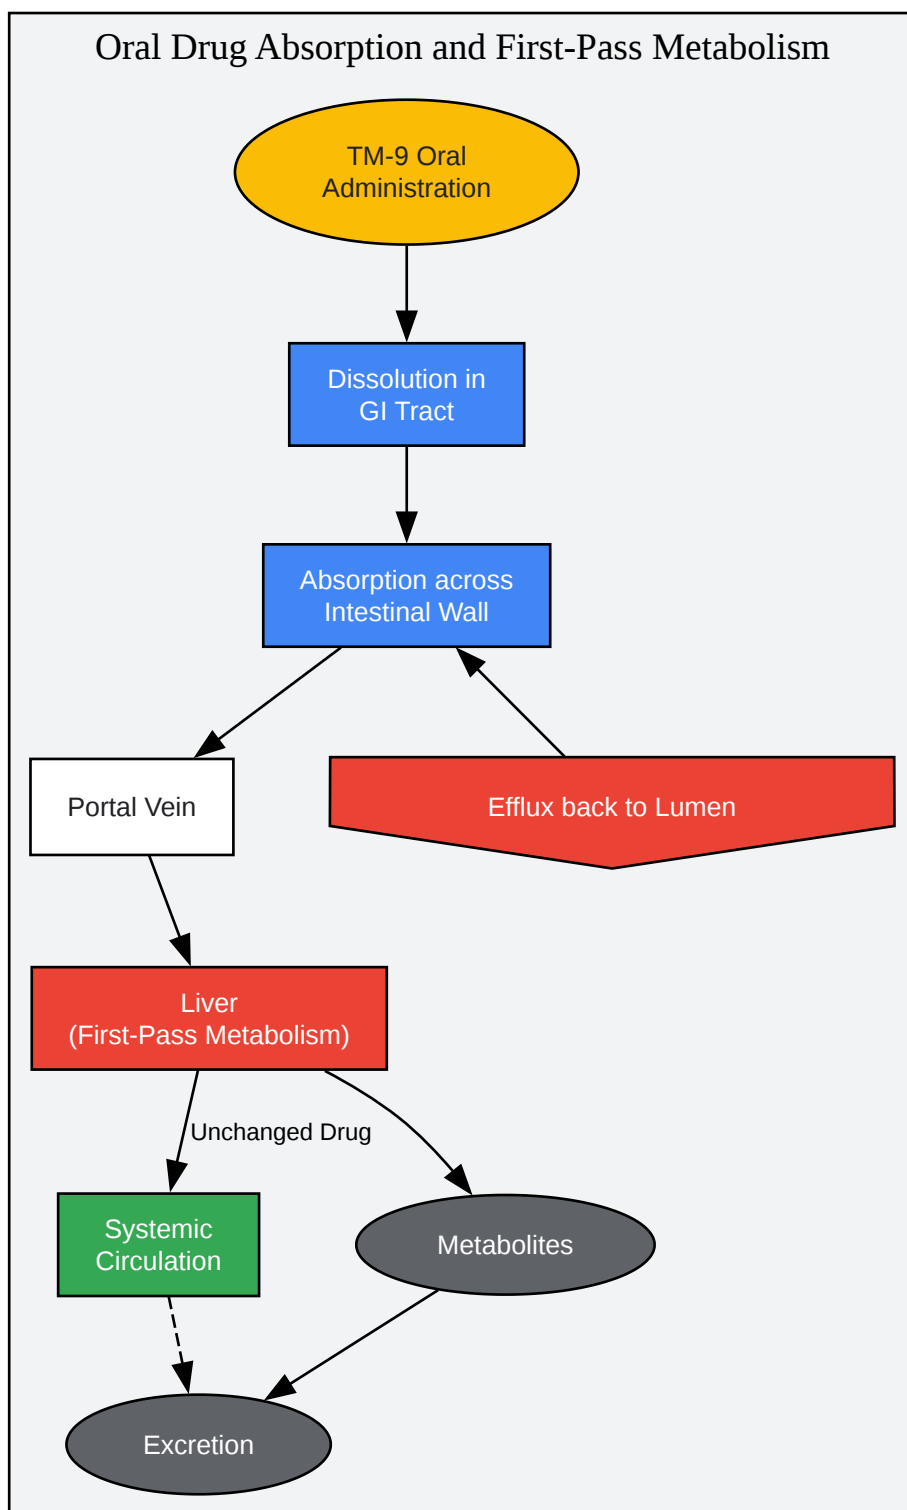 Oral Drug Absorption and First-Pass Metabolism
TM-9 Oral
Administration
Dissolution in
GI Tract
Absorption across
Intestinal Wall
Portal Vein
Efflux back to Lumen
Liver
(First-Pass Metabolism)
Unchanged Drug
Systemic
Circulation
Metabolites
Excretion